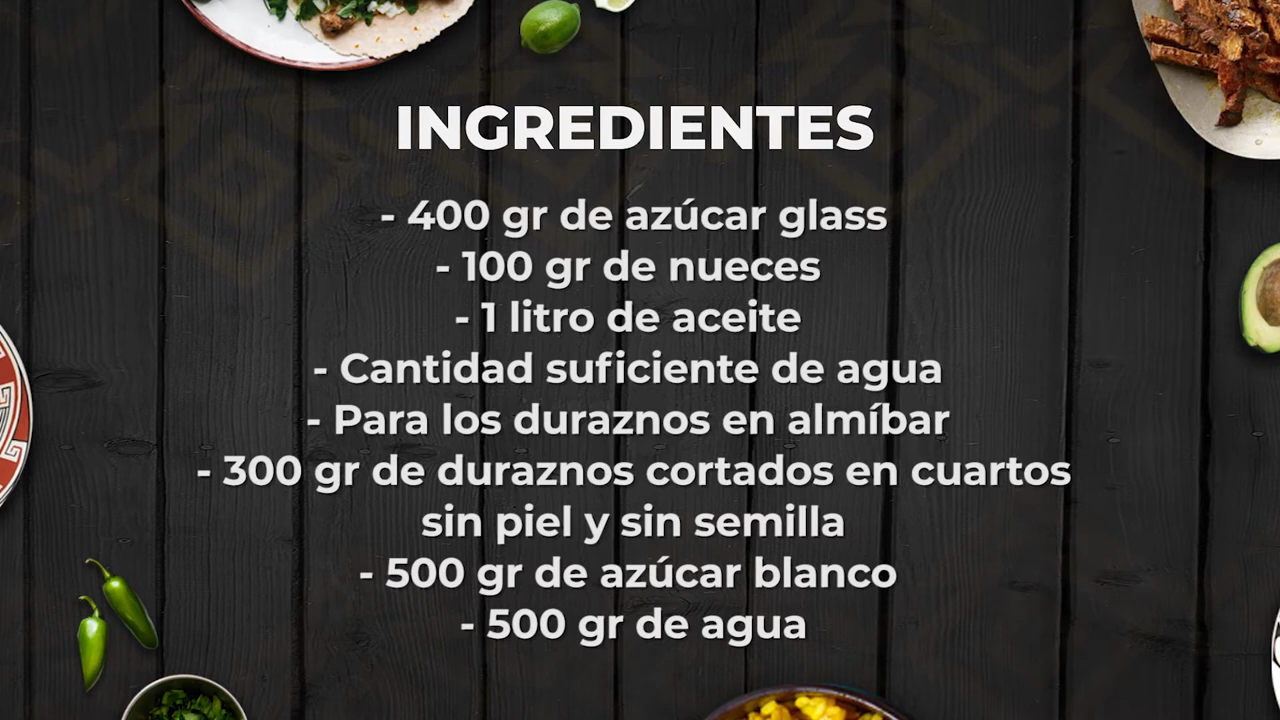 INGREDIENTES
- 400 gr de azúcar glass
- 100 gr de nueces
- 1 litro de aceite
- Cantidad suficiente de agua
- Para los duraznos en almíbar
- 300 gr de duraznos cortados en cuartos
sin piel y sin semilla
- 500 gr de azúcar blanco
- 500 gr de agua